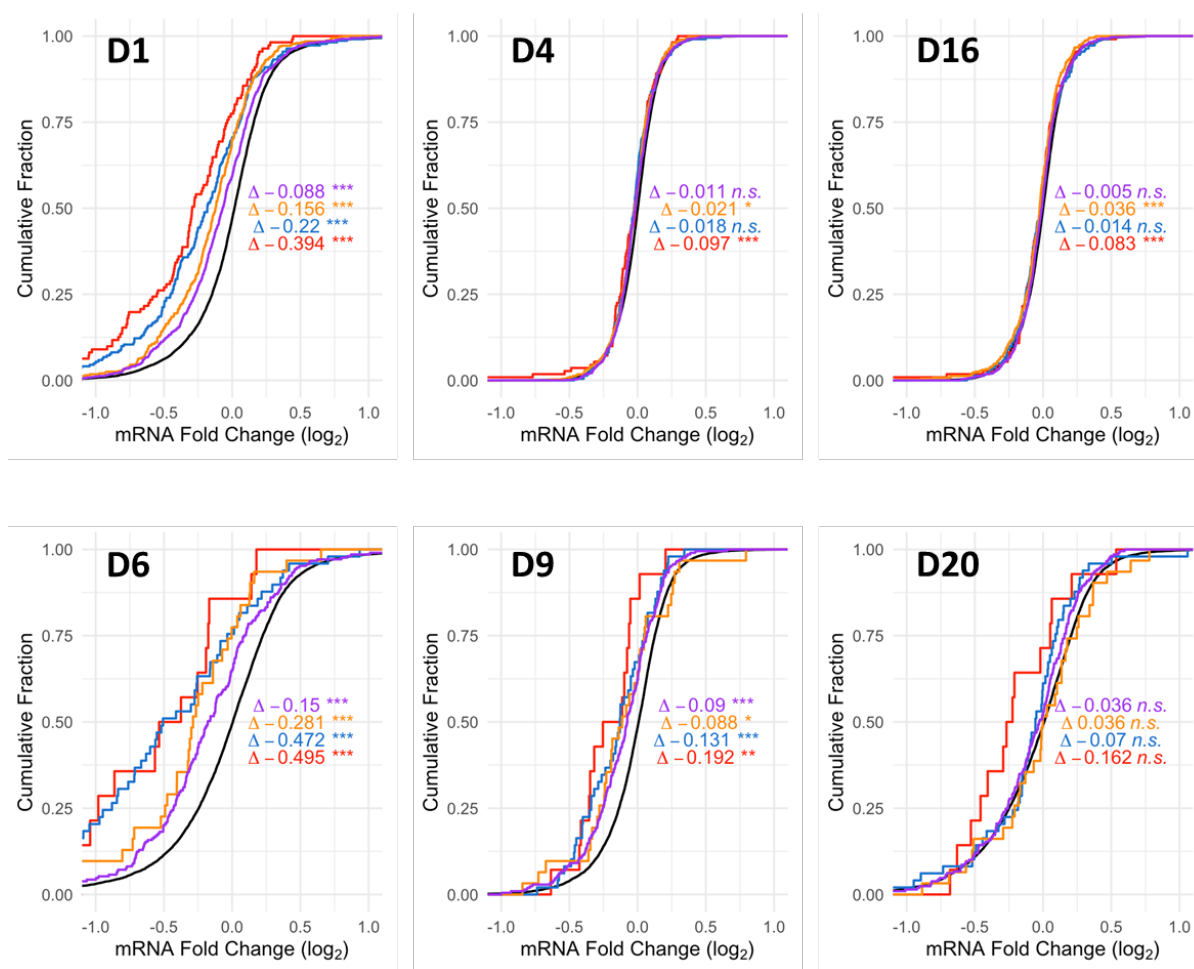 D1
1.00
0.75
0.50
0.25
0.00
Cumulative Fraction
Δ − 0.088 ***
Δ − 0.156 ***
Δ − 0.22 ***
Δ − 0.394 ***
-1.0 -0.5 0.0 0.5 1.0
mRNA Fold Change (log₂)
D4
1.00
0.75
0.50
0.25
0.00
Cumulative Fraction
Δ − 0.011 n.s.
Δ − 0.021 *
Δ − 0.018 n.s.
Δ − 0.097 ***
-1.0 -0.5 0.0 0.5 1.0
mRNA Fold Change (log₂)
D16
1.00
0.75
0.50
0.25
0.00
Cumulative Fraction
Δ − 0.005 n.s.
Δ − 0.036 ***
Δ − 0.014 n.s.
Δ − 0.083 ***
-1.0 -0.5 0.0 0.5 1.0
mRNA Fold Change (log₂)
D6
1.00
0.75
0.50
0.25
0.00
Cumulative Fraction
Δ − 0.15 ***
Δ − 0.281 ***
Δ − 0.472 ***
Δ − 0.495 ***
-1.0 -0.5 0.0 0.5 1.0
mRNA Fold Change (log₂)
D9
1.00
0.75
0.50
0.25
0.00
Cumulative Fraction
Δ − 0.09 ***
Δ − 0.088 *
Δ − 0.131 ***
Δ − 0.192 **
-1.0 -0.5 0.0 0.5 1.0
mRNA Fold Change (log₂)
D20
1.00
0.75
0.50
0.25
0.00
Cumulative Fraction
Δ − 0.036 n.s.
Δ 0.036 n.s.
Δ − 0.07 n.s.
Δ − 0.162 n.s.
-1.0 -0.5 0.0 0.5 1.0
mRNA Fold Change (log₂)